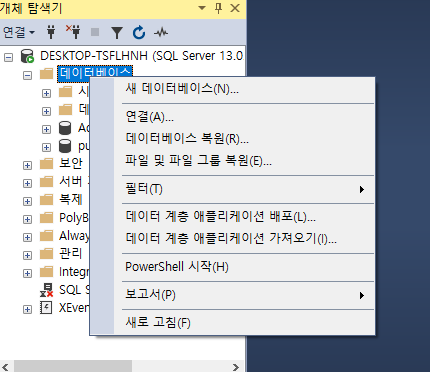 개체 탐색기
연결
DESKTOP-TSFLHNH (SQL Server 13.0
데이터베이스
새 데이터베이스(N)...
연결(A)...
데이터베이스 복원(R)...
파일 및 파일 그룹 복원(E)...
필터(T)
데이터 계층 애플리케이션 배포(L)...
데이터 계층 애플리케이션 가져오기(I)...
PowerShell 시작(H)
보고서(P)
새로 고침(F)
시
데
Ad
pu
보안
서버
복제
PolyB
Alway
관리
Integr
SQL S
XEven